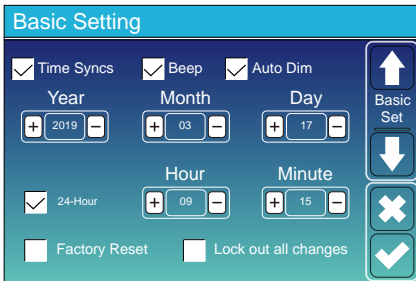 Basic Setting
Time Syncs Beep Auto Dim
Year Month Day
+ 2019 − + 03 − + 17 −
Basic
Set
Hour Minute
24-Hour + 09 − + 15 −
Factory Reset Lock out all changes